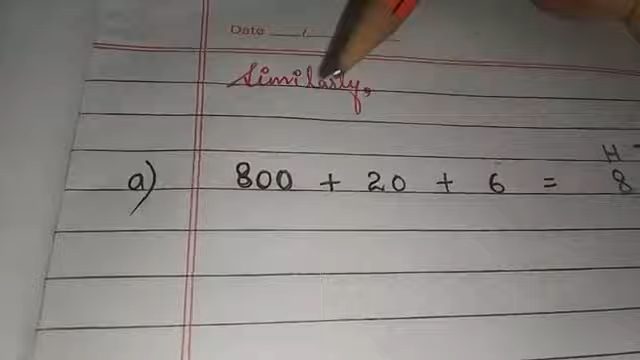 Date
Similarly,
H
a) 800 + 20 + 6 = 8